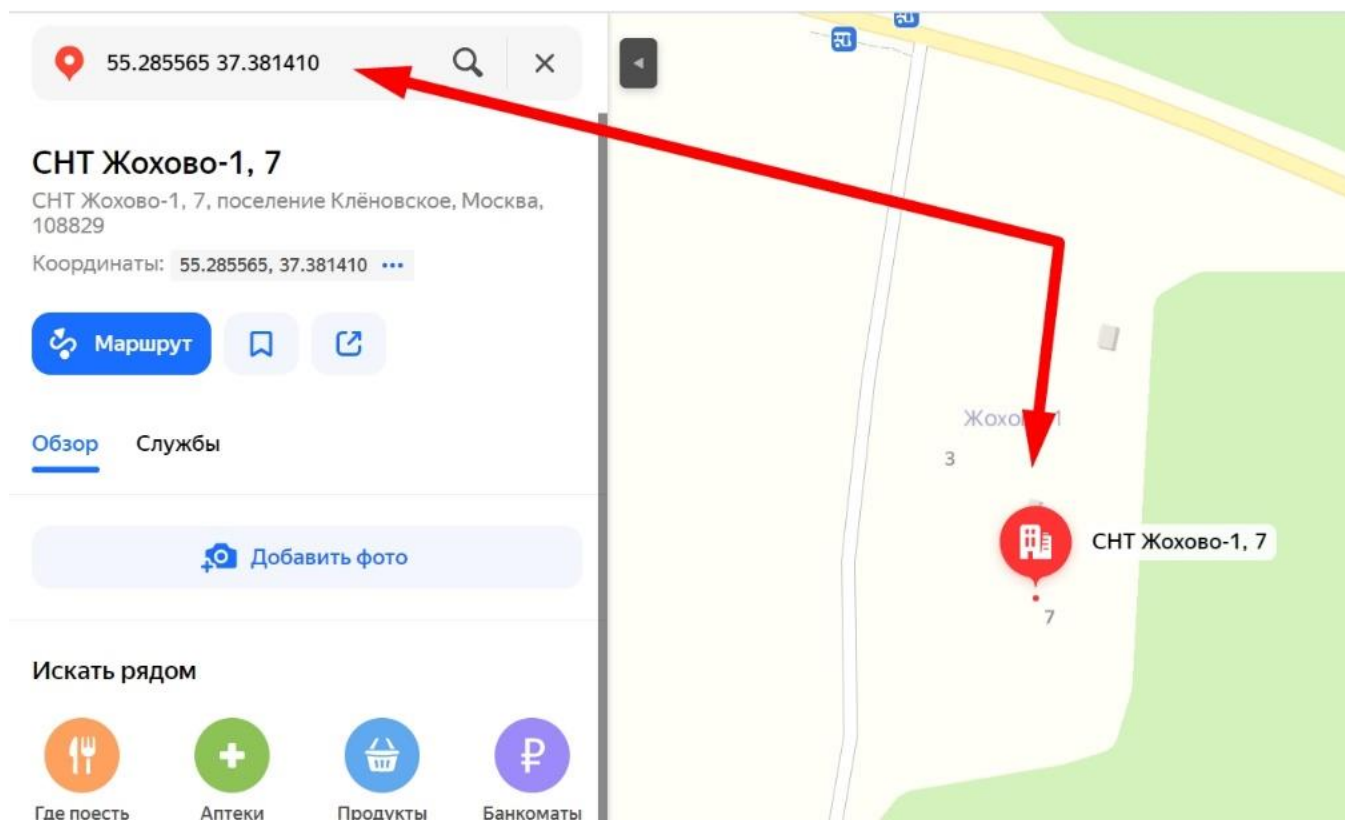 55.285565 37.381410
СНТ Жохово-1, 7
СНТ Жохово-1, 7, поселение Клёновское, Москва,
108829
Координаты: 55.285565, 37.381410 •••
Маршрут
Обзор Службы
Добавить фото
Искать рядом
Где поесть Аптеки Продукты Банкоматы
3
СНТ Жохово-1, 7
7